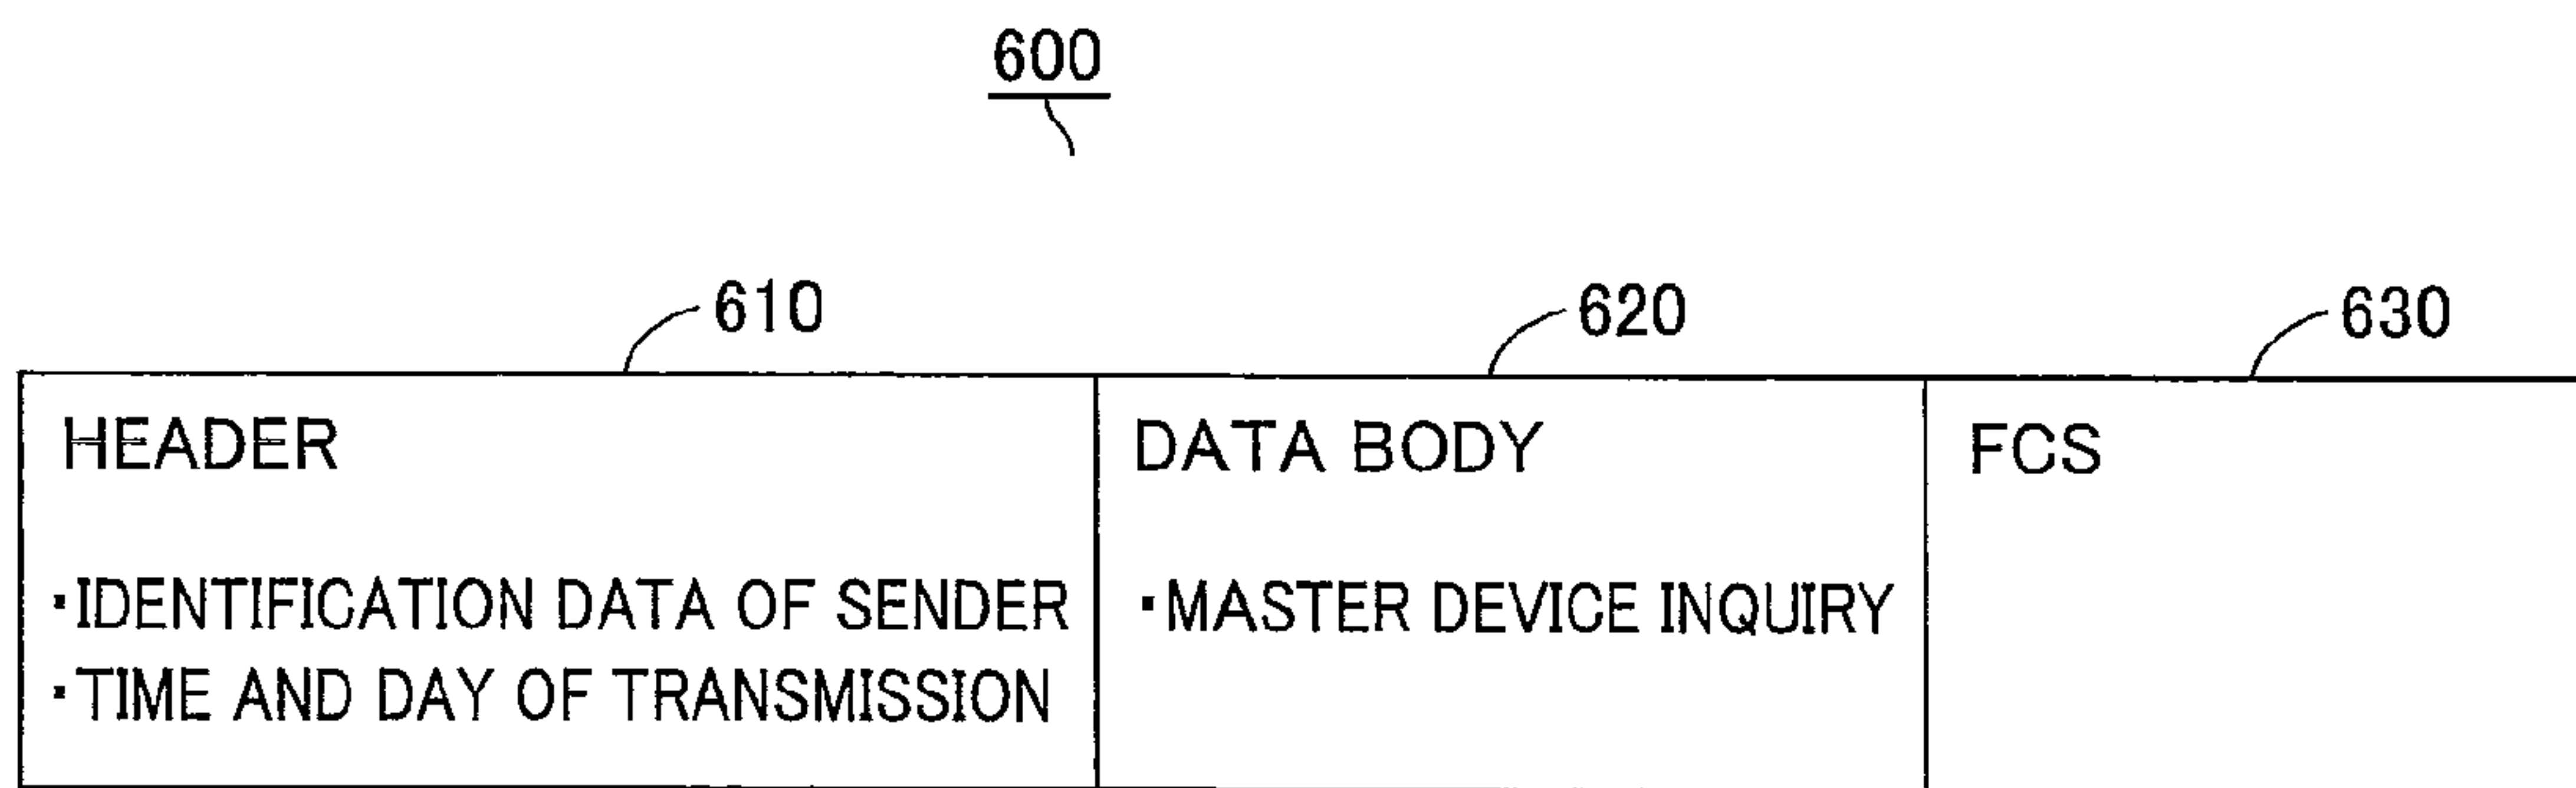 600
610
620
630
HEADER
DATA BODY
FCS
・IDENTIFICATION DATA OF SENDER
・TIME AND DAY OF TRANSMISSION
・MASTER DEVICE INQUIRY